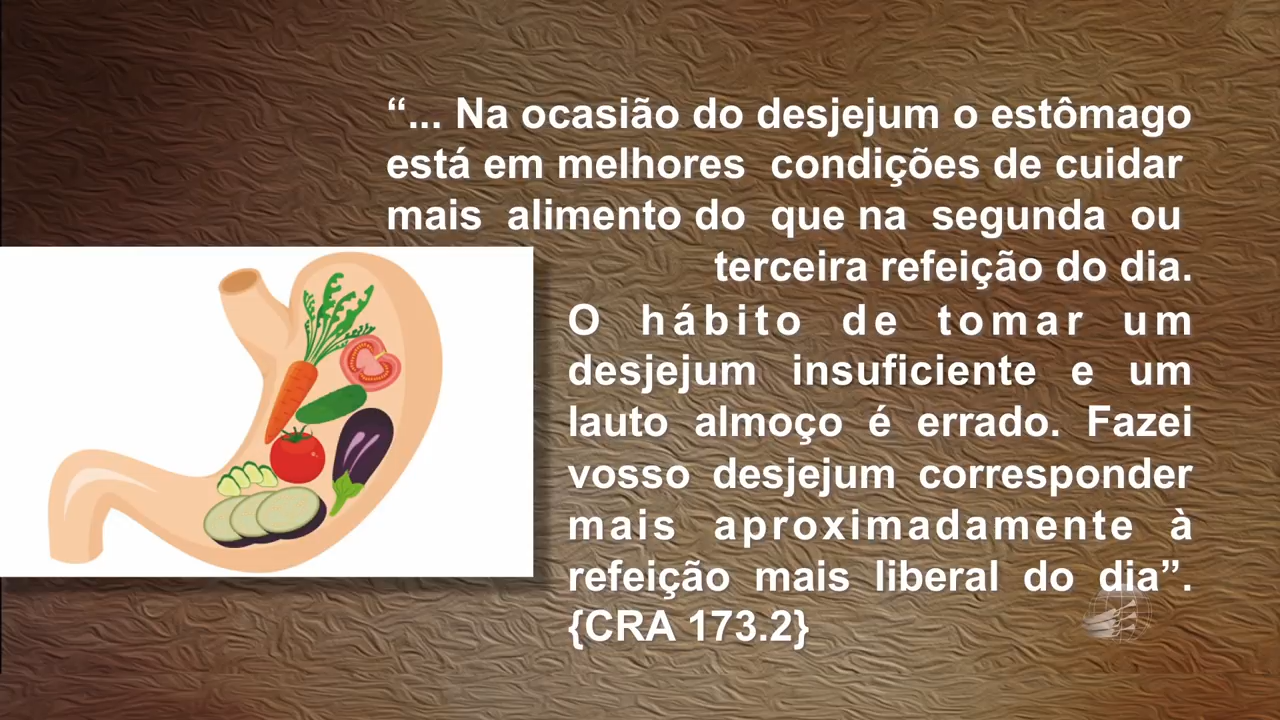 “... Na ocasião do desjejum o estômago
está em melhores condições de cuidar
mais alimento do que na segunda ou
terceira refeição do dia.
O hábito de tomar um
desjejum insuficiente e um
lauto almoço é errado. Fazei
vosso desjejum corresponder
mais aproximadamente à
refeição mais liberal do dia”.
{CRA 173.2}